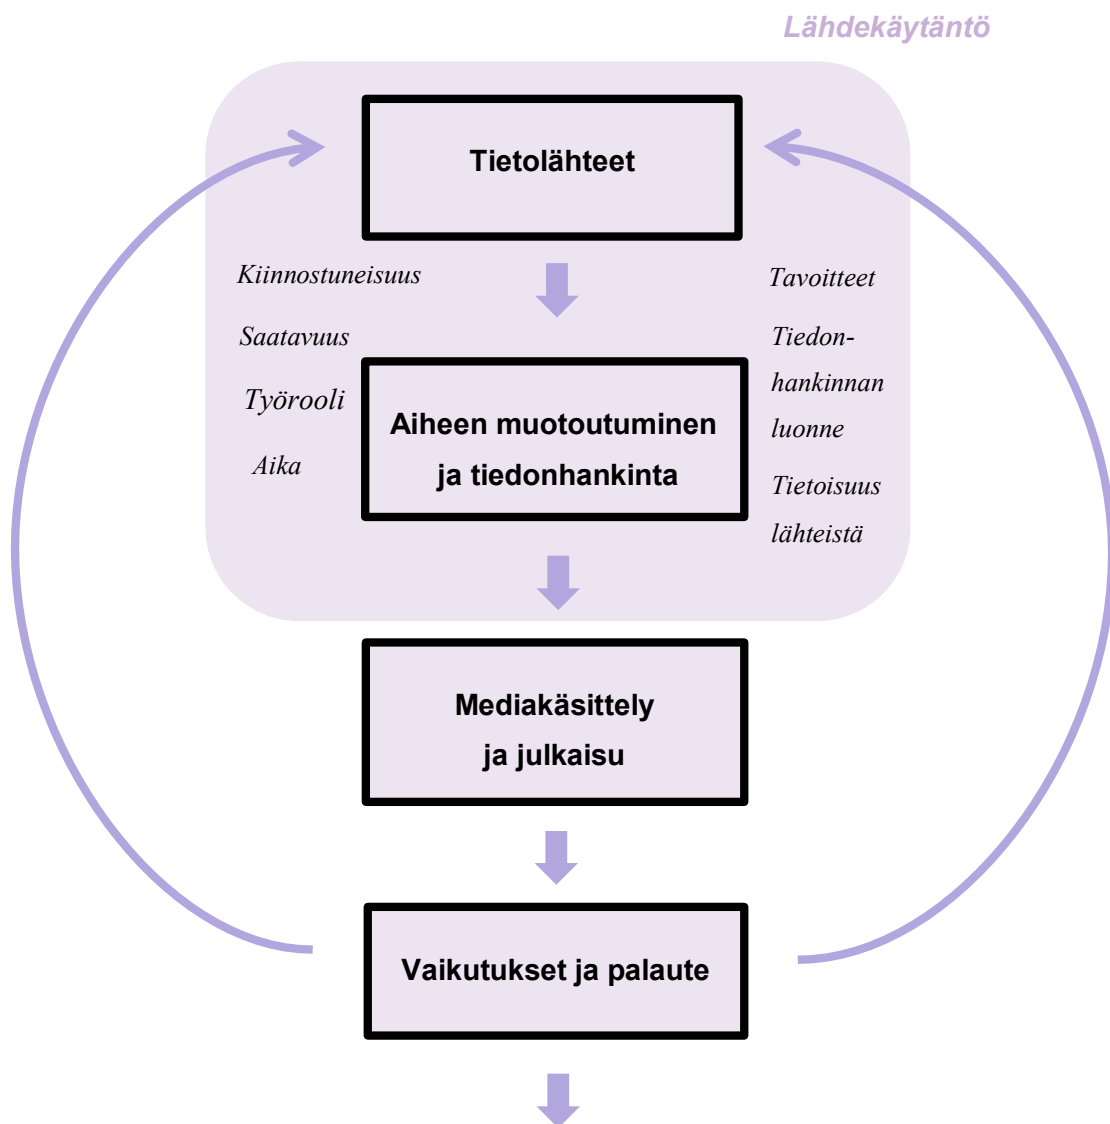 Lähdekäytäntö
Tietolähteet
Kiinnostuneisuus
Saatavuus
Työrooli
Aika
Tavoitteet
Tiedon-
hankinnan
luonne
Tietoisuus
lähteistä
Aiheen muotoutuminen
ja tiedonhankinta
Mediakäsittely
ja julkaisu
Vaikutukset ja palaute